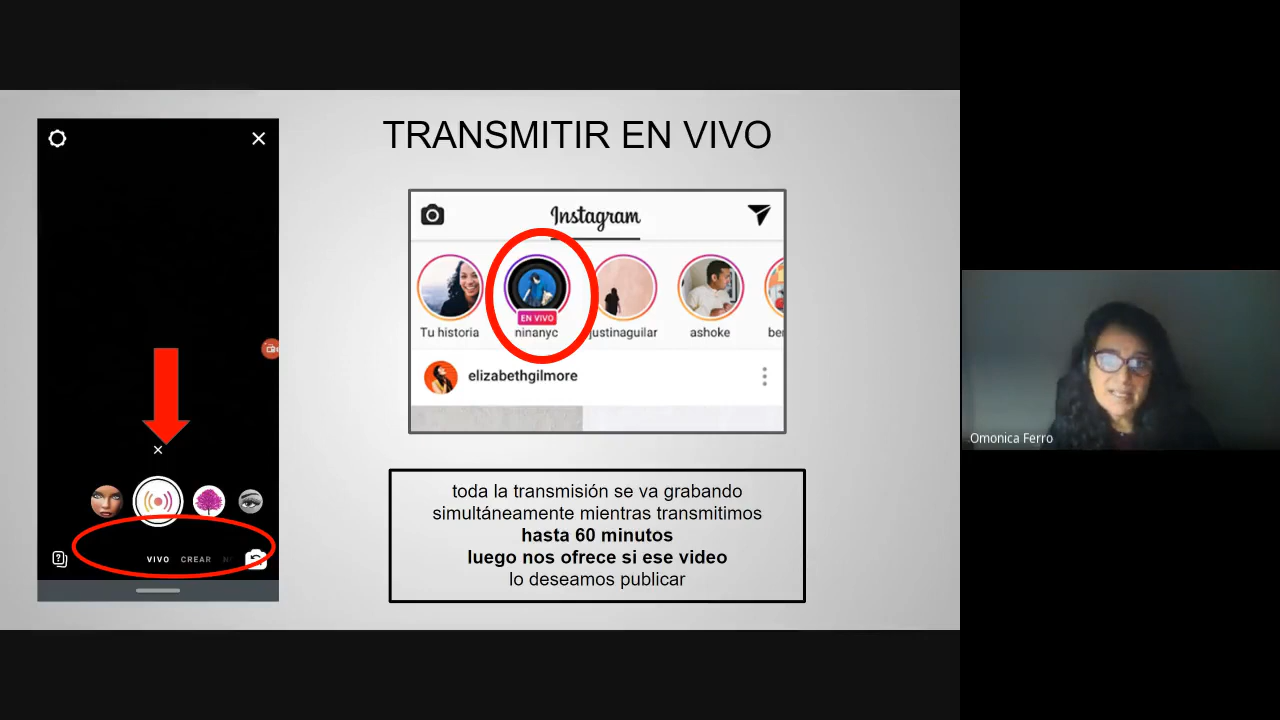 TRANSMITIR EN VIVO
Instagram
EN VIVO
Tu historia
ninanyc
justinaguilar
ashoke
elizabethgilmore
VIVO
CREAR
toda la transmisión se va grabando
simultáneamente mientras transmitimos
hasta 60 minutos
luego nos ofrece si ese video
lo deseamos publicar
Omonica Ferro